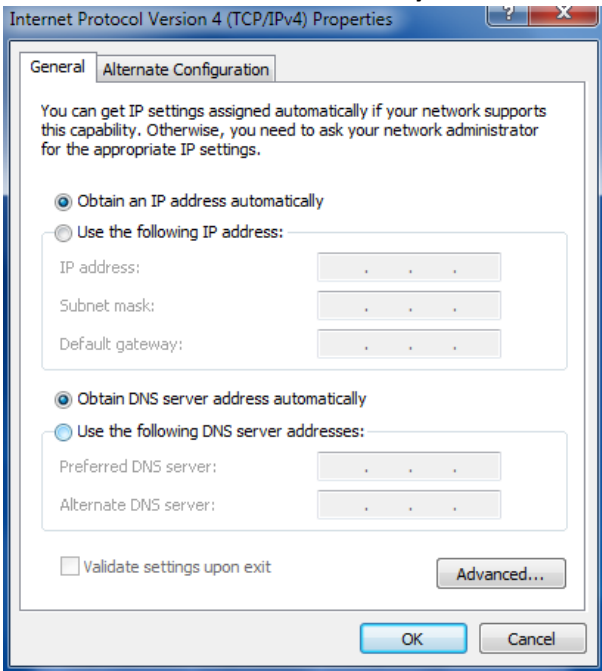 Internet Protocol Version 4 (TCP/IPv4) Properties
General
Alternate Configuration
You can get IP settings assigned automatically if your network supports
this capability. Otherwise, you need to ask your network administrator
for the appropriate IP settings.
Obtain an IP address automatically
Use the following IP address:
IP address:
Subnet mask:
Default gateway:
Obtain DNS server address automatically
Use the following DNS server addresses:
Preferred DNS server:
Alternate DNS server:
Validate settings upon exit
Advanced...
OK
Cancel